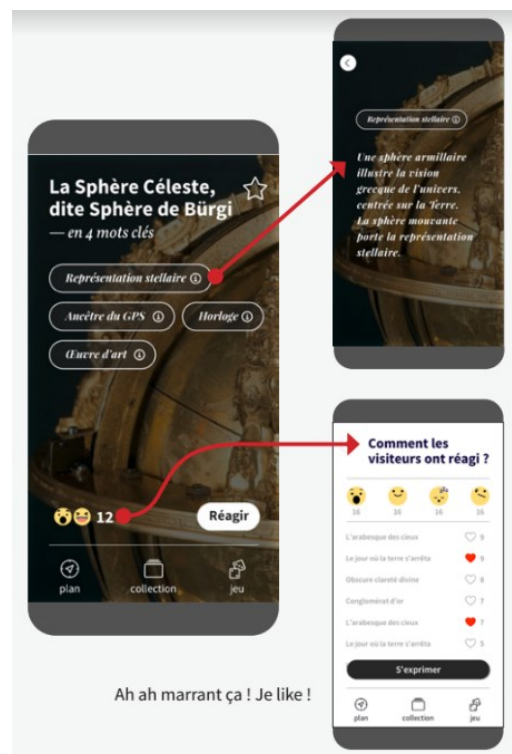 La Sphère Céleste,
dite Sphère de Bürgi
— en 4 mots clés
Représentation stellaire
Ancêtre du GPS
Horloge
Œuvre d'art
12
Réagir
plan
collection
jeu
Représentation stellaire
Une sphère armillaire
illustre la vision
grecque de l'univers,
centrée sur la Terre.
La sphère mouvante
porte la représentation
stellaire.
Comment les
visiteurs ont réagi ?
16 16 16 16
L'arabesque des cieux 9
Le jour où la terre s'arrêta 9
Obscure clareté divine 8
Conglomérat d'or 7
L'arabesque des cieux 7
Le jour où la terre s'arrêta 5
S'exprimer
plan
collection
jeu
Ah ah marrant ça ! Je like !